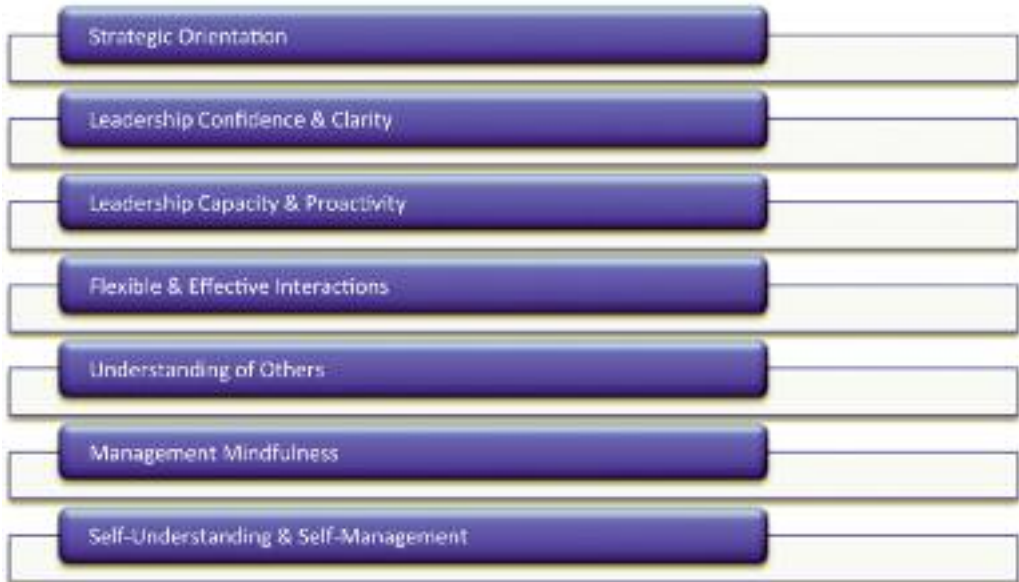 Strategic Orientation
Leadership Confidence & Clarity
Leadership Capacity & Proactivity
Flexible & Effective Interactions
Understanding of Others
Management Mindfulness
Self-Understanding & Self-Management